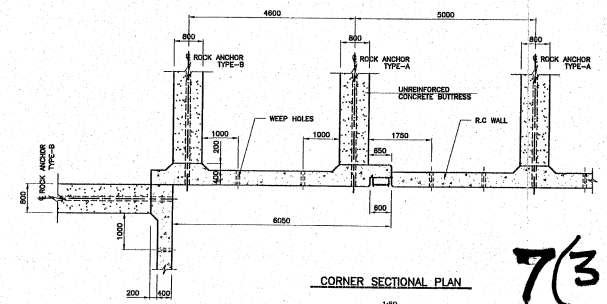 4600
5000
800
800
800
℄ ROCK ANCHOR
TYPE-B
℄ ROCK ANCHOR
TYPE-A
℄ ROCK ANCHOR
TYPE-A
UNREINFORCED
CONCRETE BUTTRESS
WEEP HOLES
R.C WALL
℄ ROCK ANCHOR
TYPE-B
1000
200
400
1000
1750
650
800
600
6050
1000
200
400
CORNER SECTIONAL PLAN
1:50
7(3